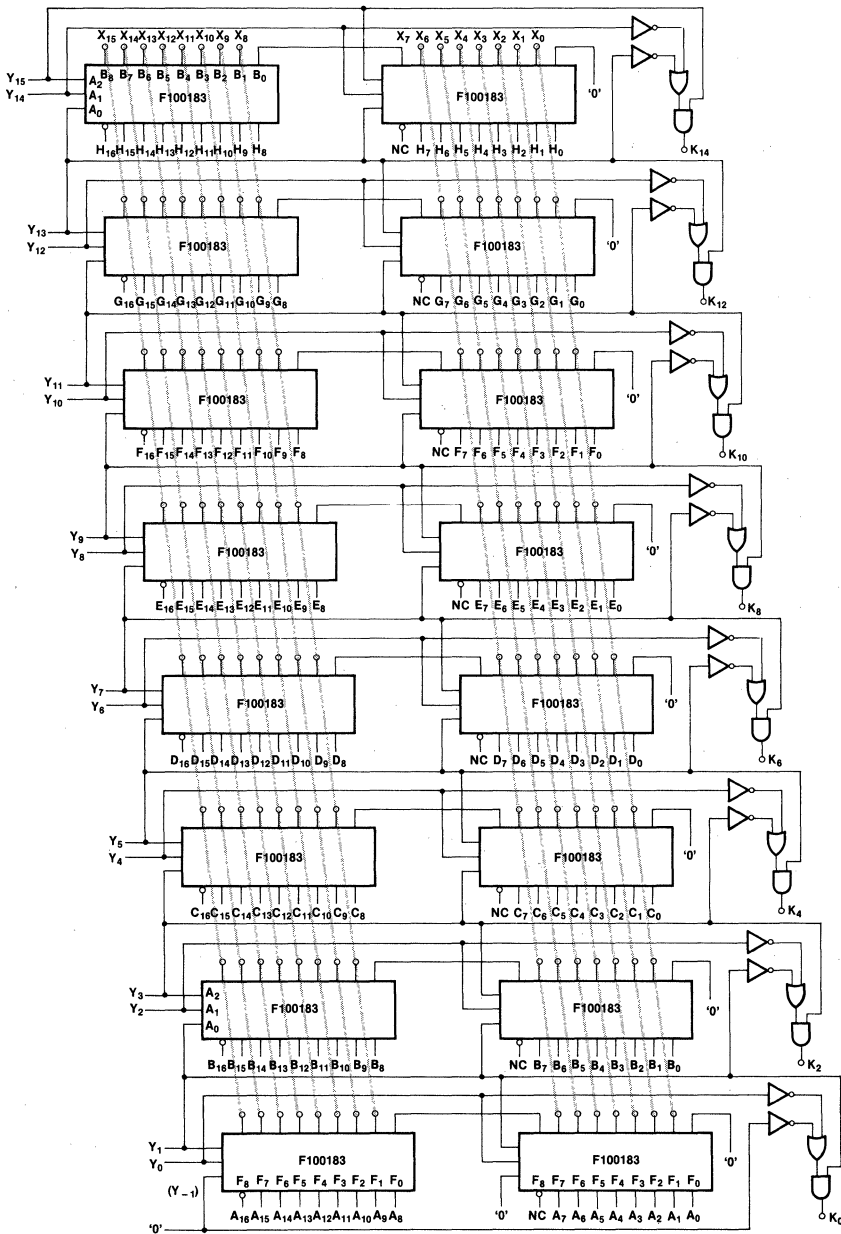 X15 X14 X13 X12 X11 X10 X9 X8 X7 X6 X5 X4 X3 X2 X1 X0
Y15 A2 B8 B7 B6 B5 B4 B3 B2 B1 B0 '0'
Y14 A1 F100183 F100183
A0
H16 H15 H14 H13 H12 H11 H10 H9 H8 NC H7 H6 H5 H4 H3 H2 H1 H0 K14
Y13 F100183 F100183 '0'
Y12
G16 G15 G14 G13 G12 G11 G10 G9 G8 NC G7 G6 G5 G4 G3 G2 G1 G0 K12
Y11 F100183 F100183 '0'
Y10
F16 F15 F14 F13 F12 F11 F10 F9 F8 NC F7 F6 F5 F4 F3 F2 F1 F0 K10
Y9 F100183 F100183 '0'
Y8
E16 E15 E14 E13 E12 E11 E10 E9 E8 NC E7 E6 E5 E4 E3 E2 E1 E0 K8
Y7 F100183 F100183 '0'
Y6
D16 D15 D14 D13 D12 D11 D10 D9 D8 NC D7 D6 D5 D4 D3 D2 D1 D0 K6
Y5 F100183 F100183 '0'
Y4
C16 C15 C14 C13 C12 C11 C10 C9 C8 NC C7 C6 C5 C4 C3 C2 C1 C0 K4
Y3 A2 F100183 F100183 '0'
Y2 A1
A0
B16 B15 B14 B13 B12 B11 B10 B9 B8 NC B7 B6 B5 B4 B3 B2 B1 B0 K2
Y1 F100183 F100183 '0'
Y0
(Y−1) F8 F7 F6 F5 F4 F3 F2 F1 F0 F8 F7 F6 F5 F4 F3 F2 F1 F0
'0' A16 A15 A14 A13 A12 A11 A10 A9 A8 '0' NC A7 A6 A5 A4 A3 A2 A1 A0 K0